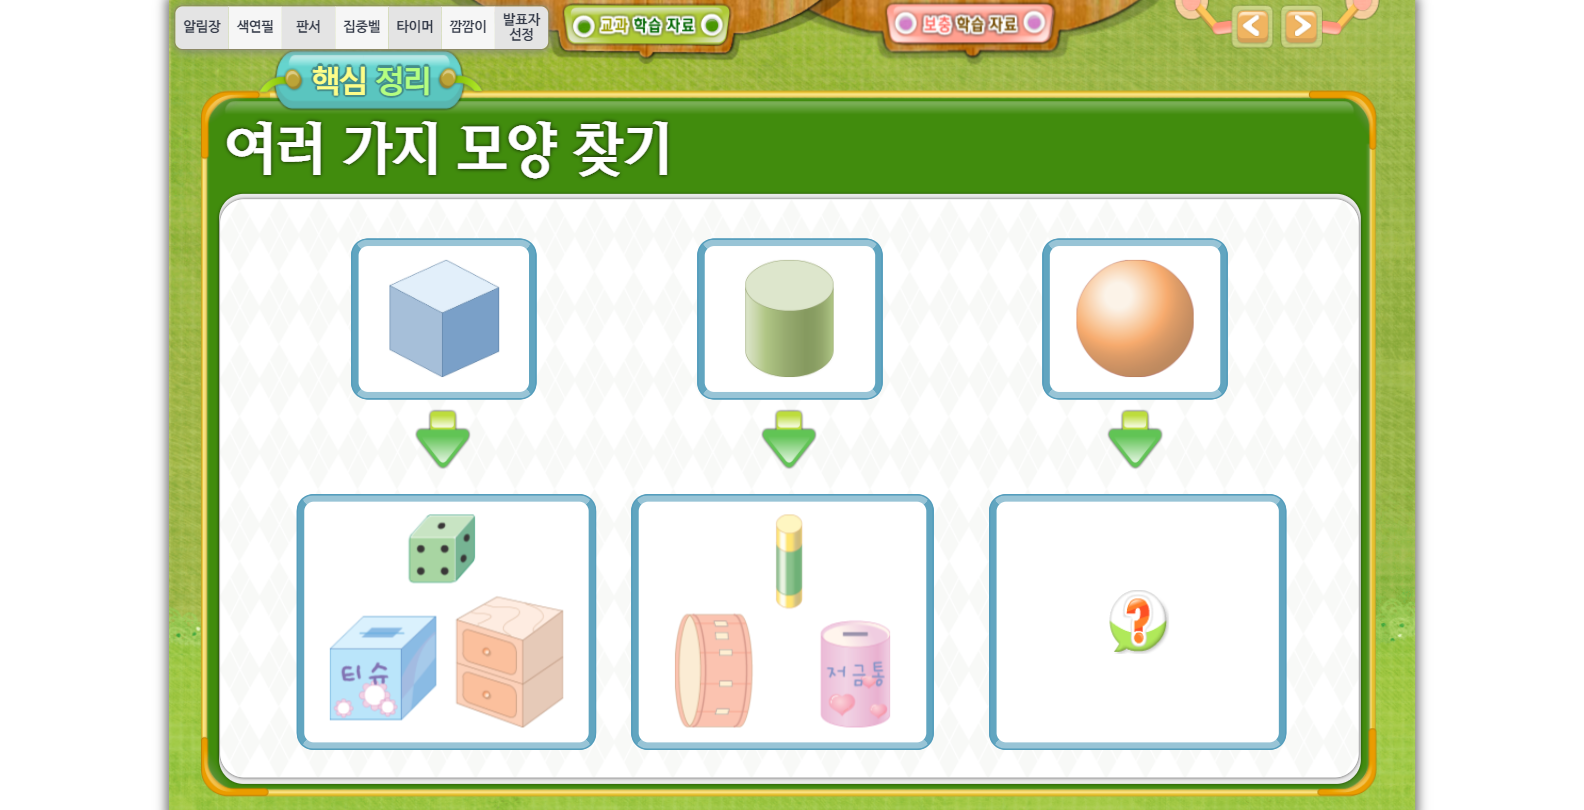 알림장 색연필 판서 집중벨 타이머 깜깜이 발표자 선정
교과 학습 자료
보충 학습 자료
핵심 정리
여러 가지 모양 찾기
티슈
저금통
?